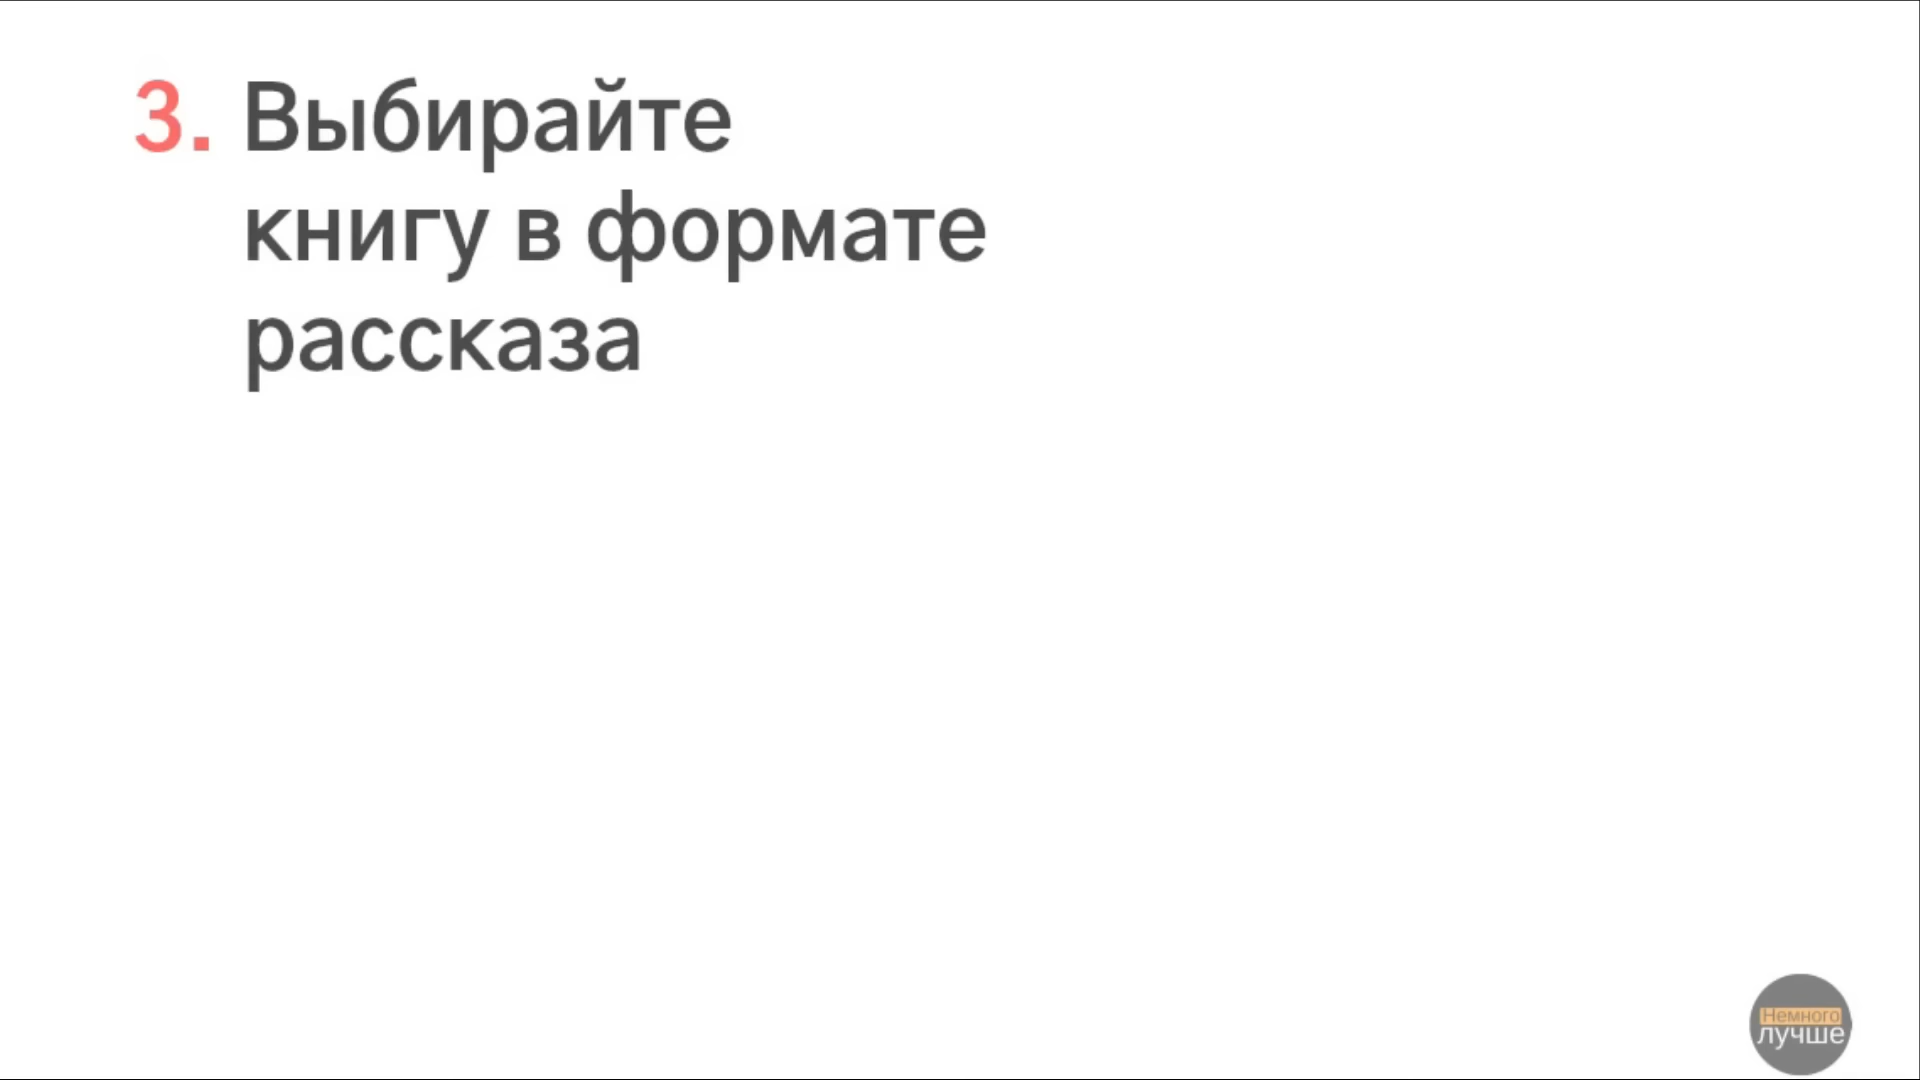 3. Выбирайте
книгу в формате
рассказа
Немного
лучше